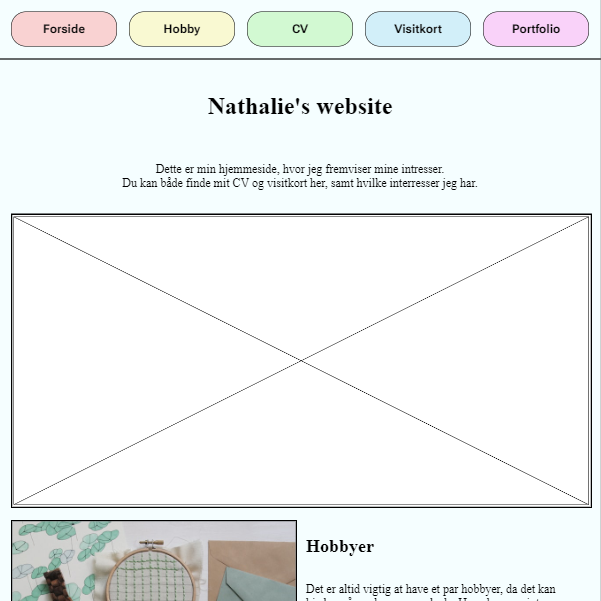 Forside
Hobby
CV
Visitkort
Portfolio
Nathalie's website
Dette er min hjemmeside, hvor jeg fremviser mine intresser.
Du kan både finde mit CV og visitkort her, samt hvilke interresser jeg har.
Hobbyer
Det er altid vigtig at have et par hobbyer, da det kan